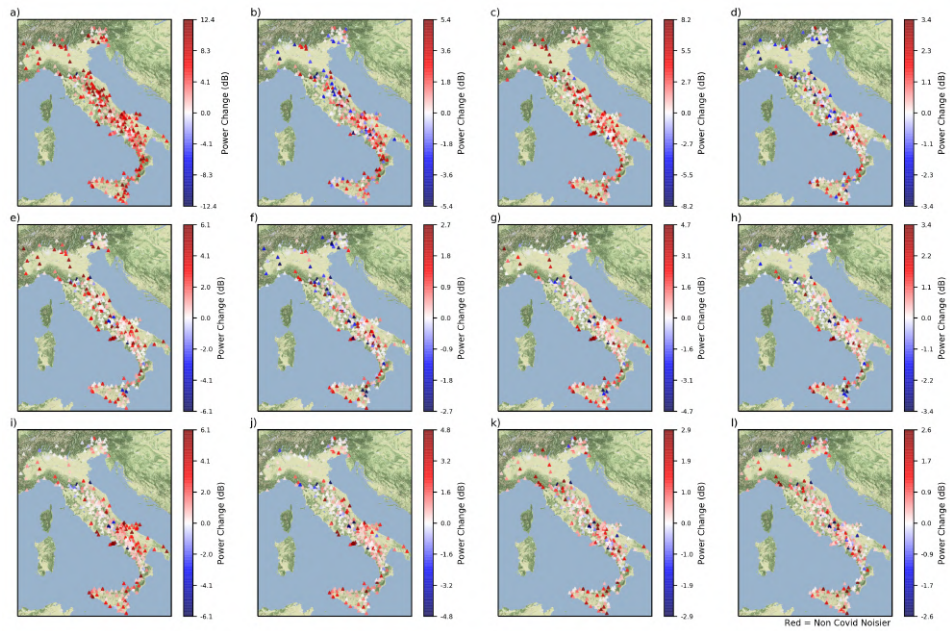 a) b) c) d)
12.4 5.4 8.2 3.4
8.3 3.6 5.5 2.2
4.1 1.8 2.7 1.1
0.0 0.0 0.0 0.0
-4.1 -1.8 -2.7 -1.1
-8.3 -3.6 -5.5 -2.2
-12.4 -5.4 -8.2 -3.4
Power Change (dB) Power Change (dB) Power Change (dB) Power Change (dB)
e) f) g) h)
6.1 2.7 4.7 3.4
4.1 1.8 3.1 2.2
2.0 0.9 1.6 1.1
0.0 0.0 0.0 0.0
-2.0 -0.9 -1.6 -1.1
-4.1 -1.8 -3.1 -2.2
-6.1 -2.7 -4.7 -3.4
Power Change (dB) Power Change (dB) Power Change (dB) Power Change (dB)
i) j) k) l)
6.1 4.8 2.9 2.6
4.1 3.2 1.9 1.8
2.0 1.6 1.0 0.9
0.0 0.0 0.0 0.0
-2.0 -1.6 -1.0 -0.9
-4.1 -3.2 -1.9 -1.8
-6.1 -4.8 -2.9 -2.6
Power Change (dB) Power Change (dB) Power Change (dB) Power Change (dB)
Red = Non Covid Noisier